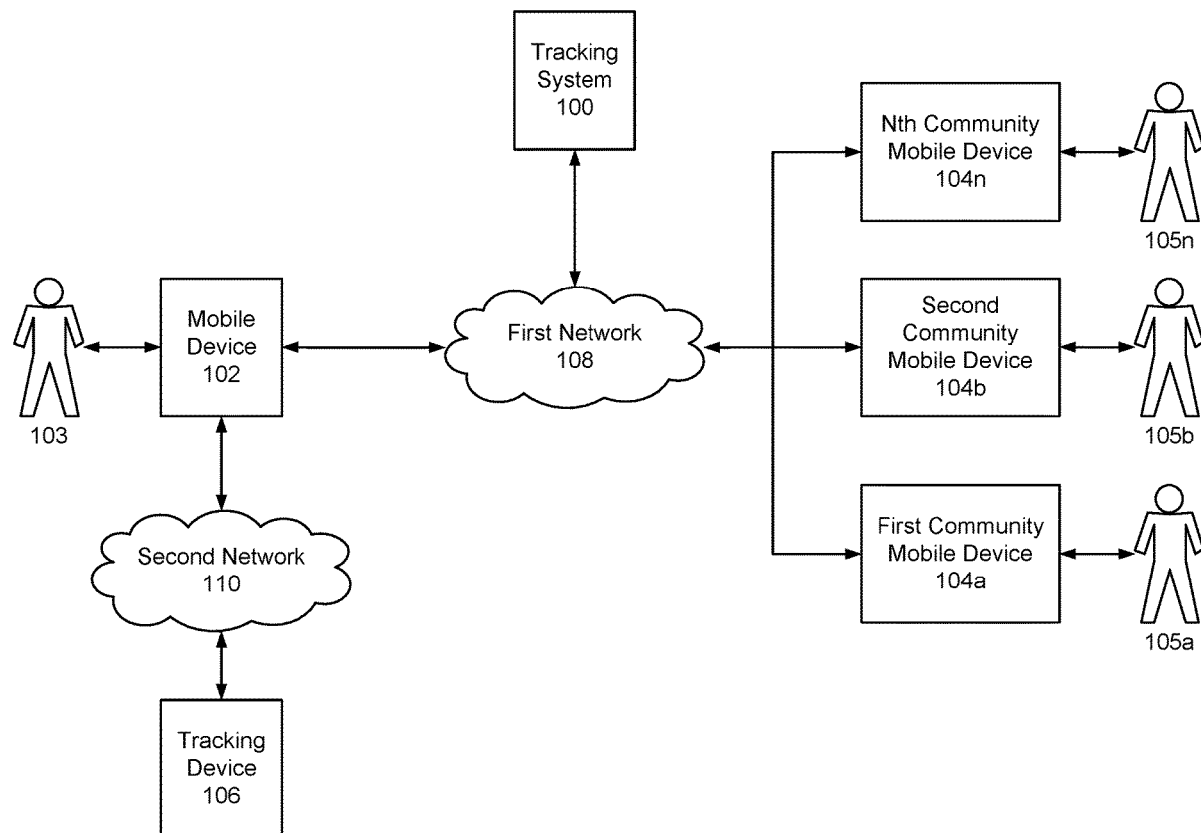 Tracking
System
100
Nth Community
Mobile Device
104n
105n
Mobile
Device
102
103
First Network
108
Second
Community
Mobile Device
104b
105b
Second Network
110
First Community
Mobile Device
104a
105a
Tracking
Device
106